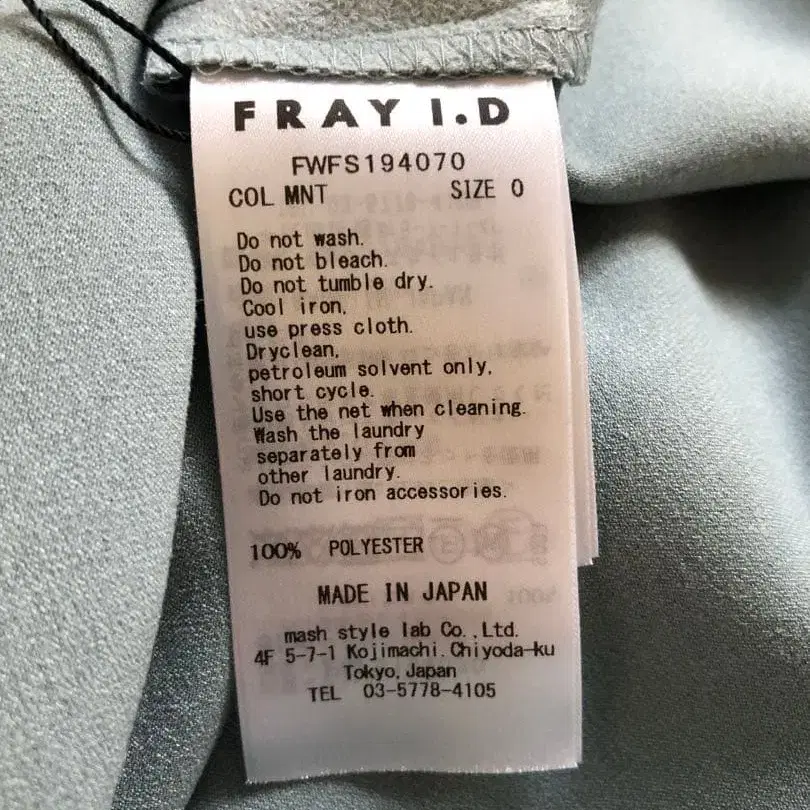 FRAY I.D
FWFS194070
COL MNT SIZE 0
Do not wash.
Do not bleach.
Do not tumble dry.
Cool iron,
use press cloth.
Dryclean,
petroleum solvent only,
short cycle.
Use the net when cleaning.
Wash the laundry
separately from
other laundry.
Do not iron accessories.
100% POLYESTER
MADE IN JAPAN
mash style lab Co.,Ltd.
4F 5-7-1 Kojimachi.Chiyoda-ku
Tokyo,Japan
TEL 03-5778-4105